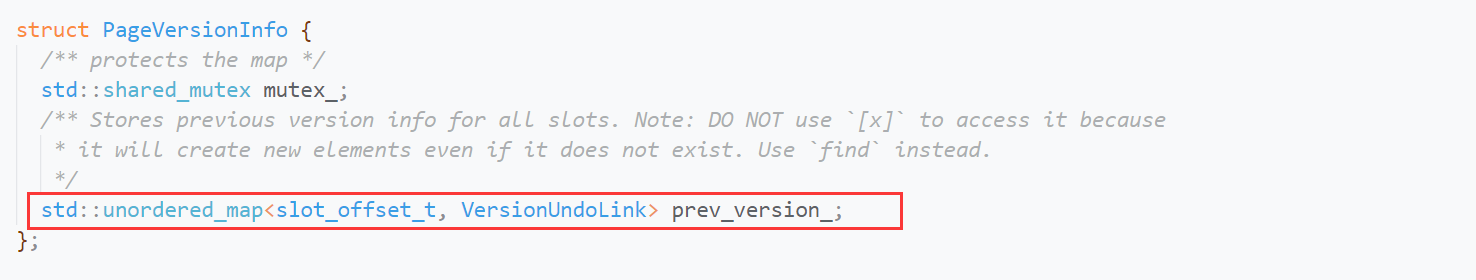 struct PageVersionInfo {
/** protects the map */
std::shared_mutex mutex_;
/** Stores previous version info for all slots. Note: DO NOT use `[x]` to access it because
* it will create new elements even if it does not exist. Use `find` instead.
*/
std::unordered_map<slot_offset_t, VersionUndoLink> prev_version_;
};